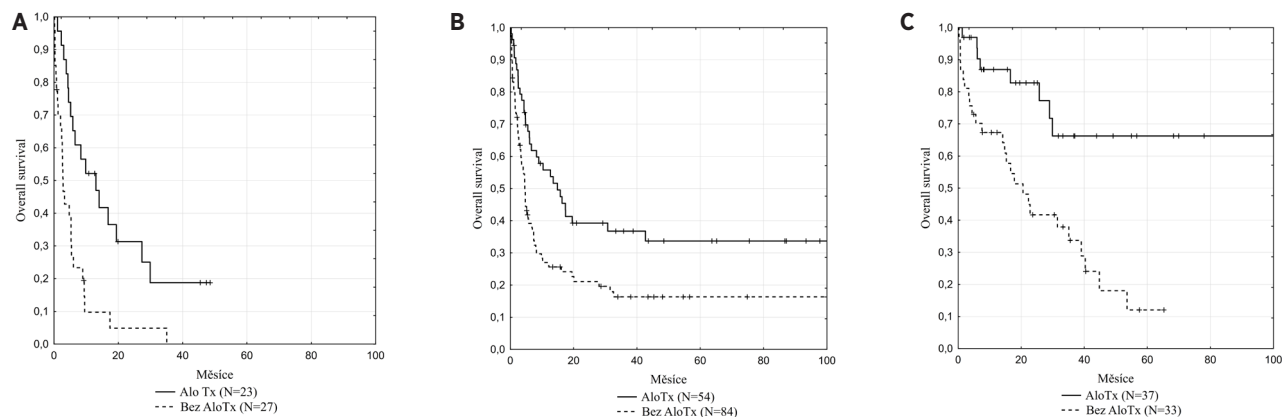 A
Overall survival
1,0
0,9
0,8
0,7
0,6
0,5
0,4
0,3
0,2
0,1
0,0
0 20 40 60 80 100
Měsíce
Alo Tx (N=23)
Bez AloTx (N=27)
B
Overall survival
1,0
0,9
0,8
0,7
0,6
0,5
0,4
0,3
0,2
0,1
0,0
0 20 40 60 80 100
Měsíce
AloTx (N=54)
Bez AloTx (N=84)
C
Overall survival
1,0
0,9
0,8
0,7
0,6
0,5
0,4
0,3
0,2
0,1
0,0
0 20 40 60 80 100
Měsíce
AloTx (N=37)
Bez AloTx (N=33)